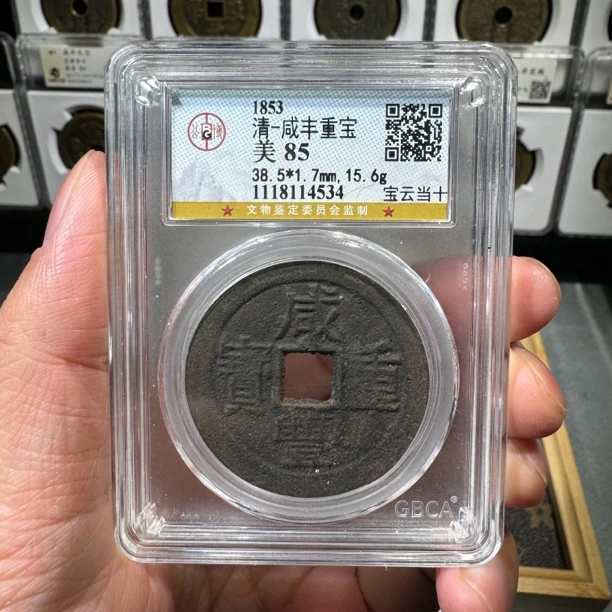 1853
清-咸丰重宝
美 85
38.5*1.7mm,15.6g
1118114534 宝云当十
★ 文物鉴定委员会监制 ★
咸
寶 重
豐
GBCA®